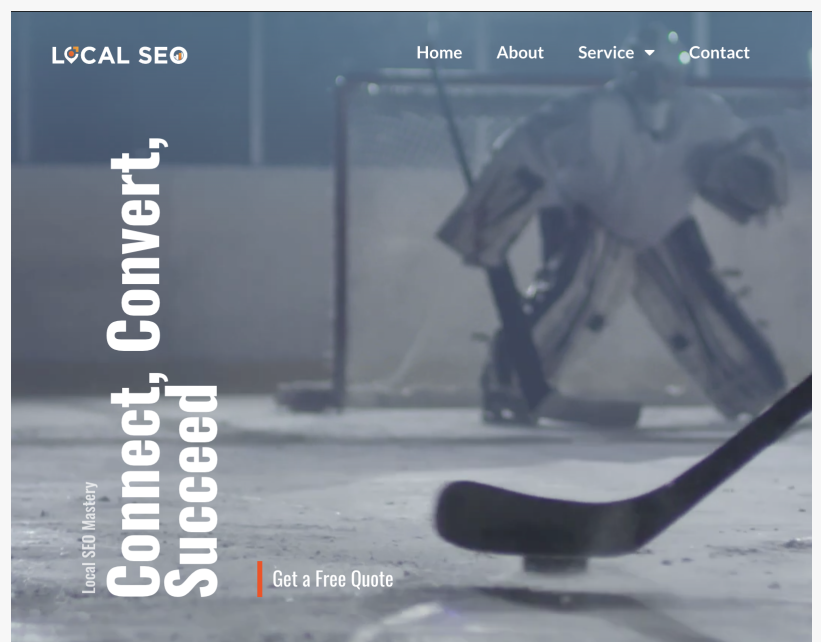 LOCAL SEO
Home
About
Service
Contact
Local SEO Mastery
Connect, Convert,
Succeed
Get a Free Quote